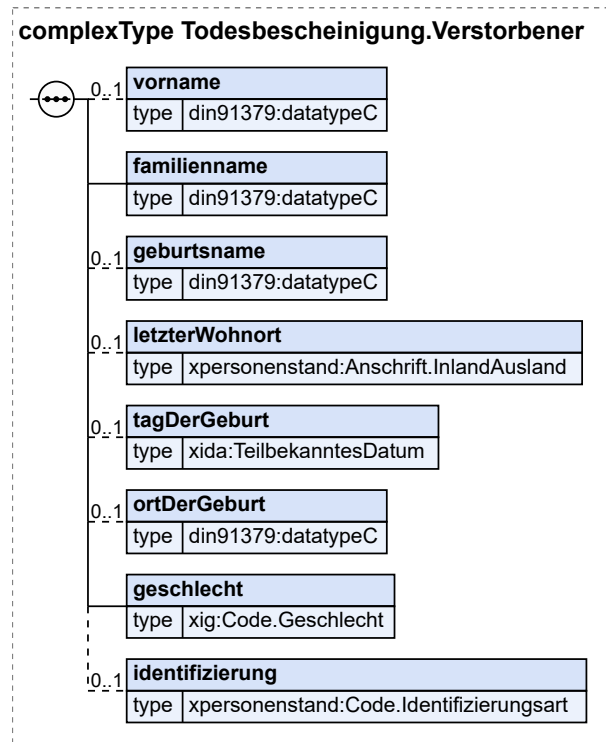 complexType Todesbescheinigung.Verstorbener
0..1 vorname
type din91379:datatypeC
familienname
type din91379:datatypeC
0..1 geburtsname
type din91379:datatypeC
0..1 letzterWohnort
type xpersonenstand:Anschrift.InlandAusland
0..1 tagDerGeburt
type xida:TeilbekanntesDatum
0..1 ortDerGeburt
type din91379:datatypeC
geschlecht
type xig:Code.Geschlecht
0..1 identifizierung
type xpersonenstand:Code.Identifizierungsart